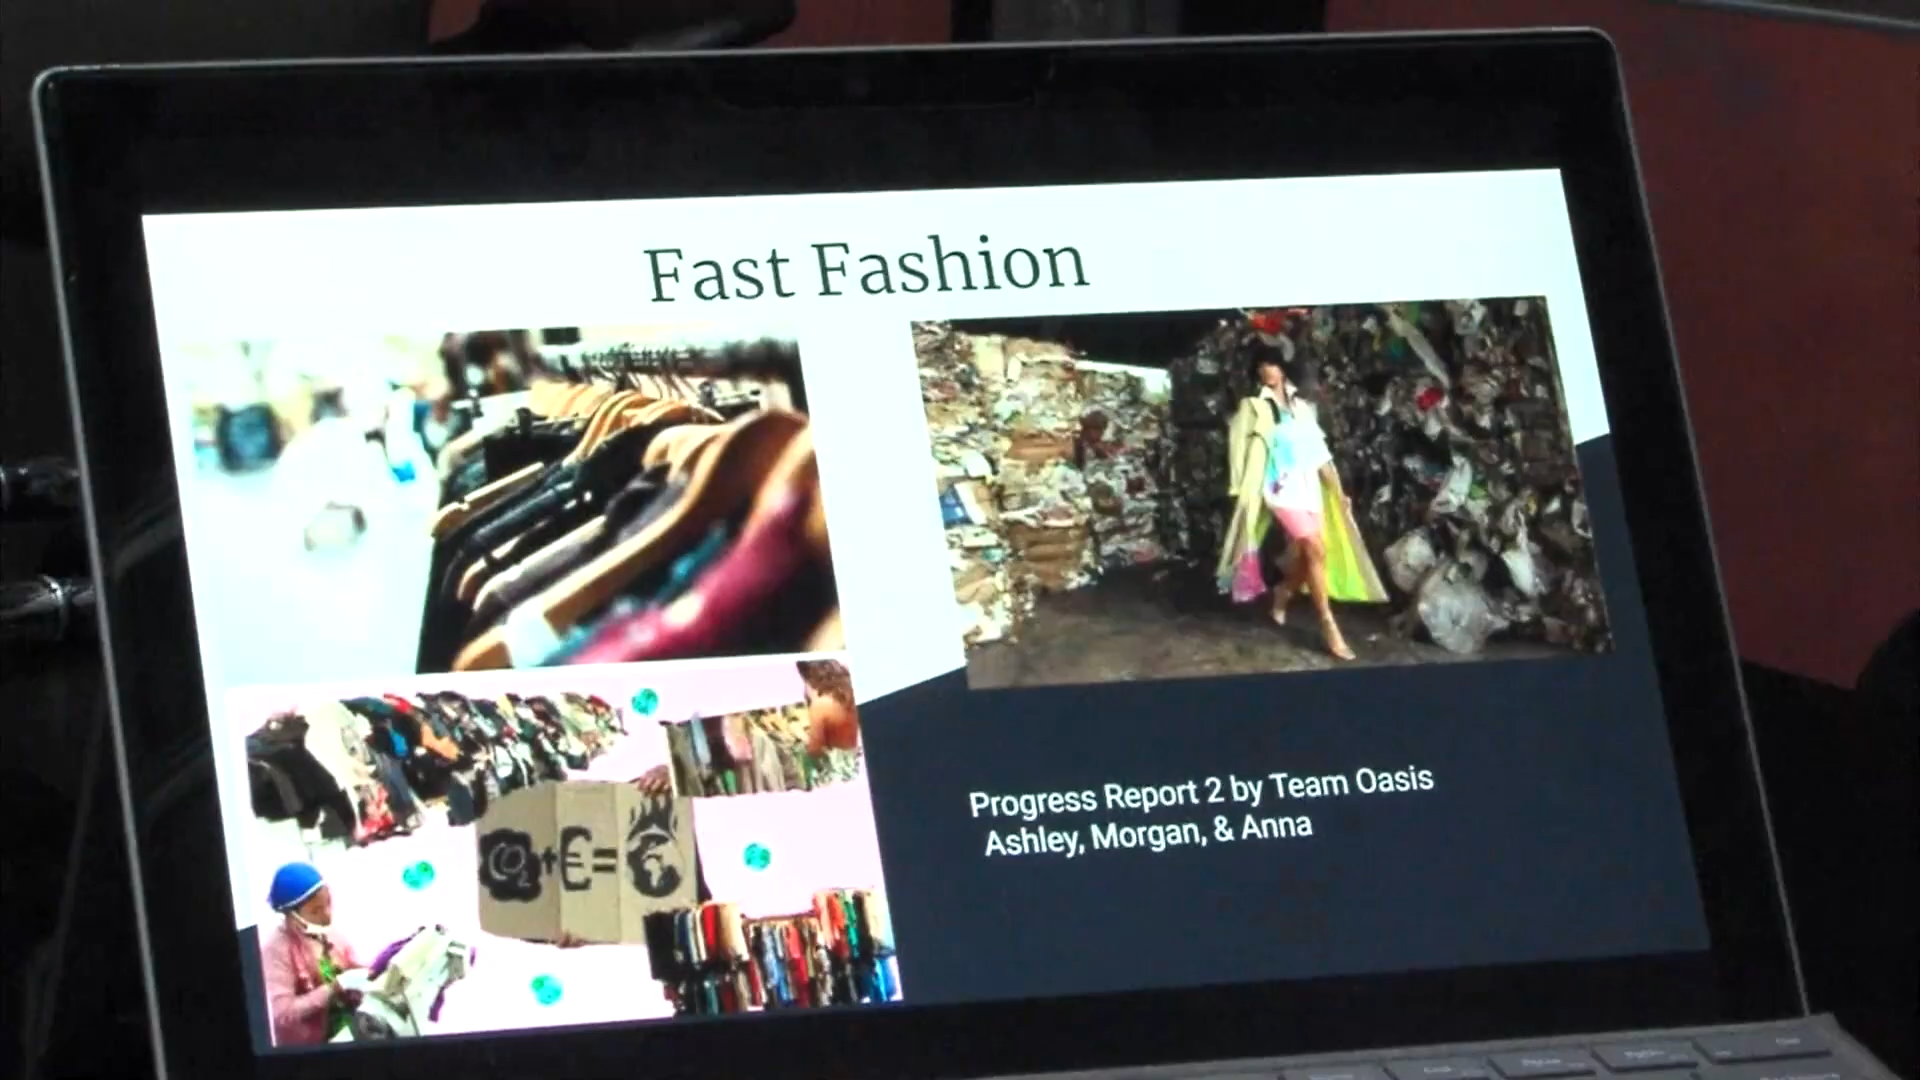 Fast Fashion
CO2+€=
Progress Report 2 by Team Oasis
Ashley, Morgan, & Anna